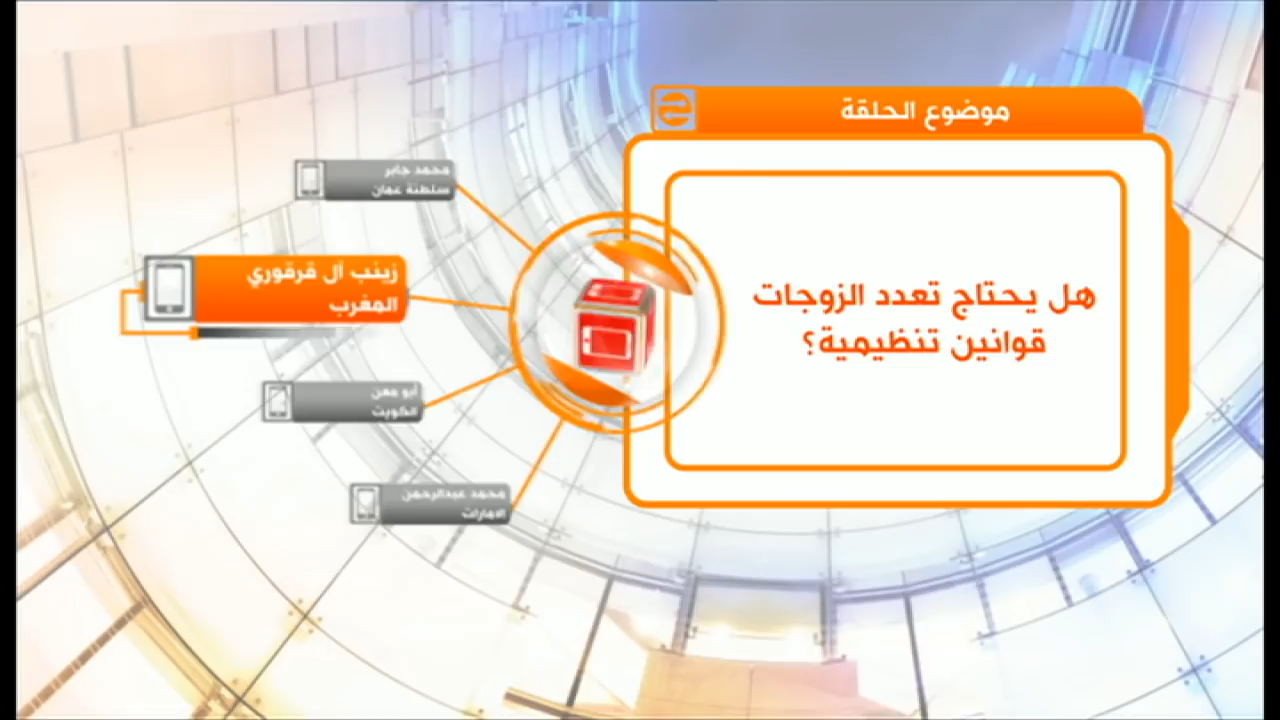 موضوع الحلقة
هل يحتاج تعدد الزوجات
قوانين تنظيمية؟
محمد جابر
سلطنة عمان
زينب آل قرقوري
المغرب
أبو معن
الكويت
محمد عبدالرحمن
الامارات